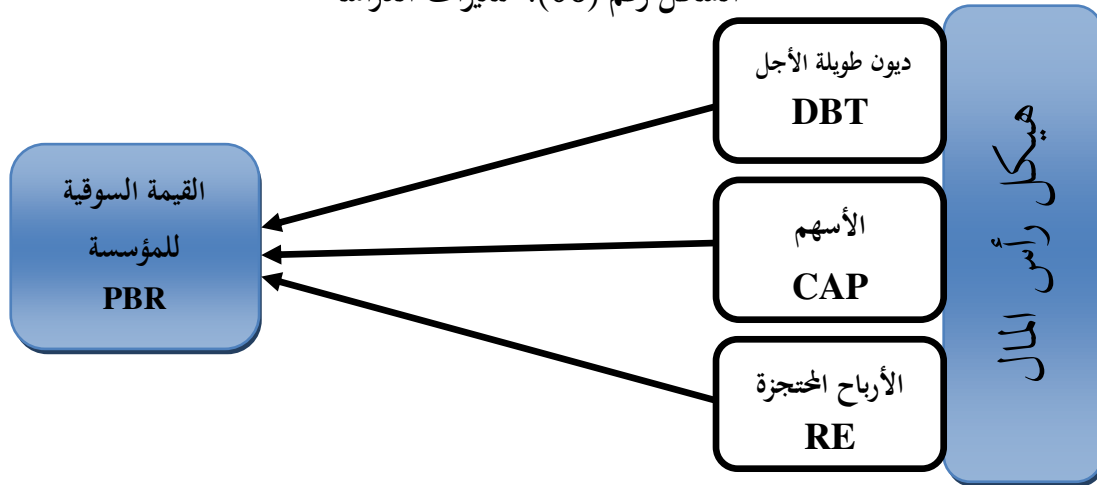 ديون طويلة الأجل
DBT
الأسهم
CAP
الأرباح المحتجزة
RE
هيكل رأس المال
القيمة السوقية
للمؤسسة
PBR